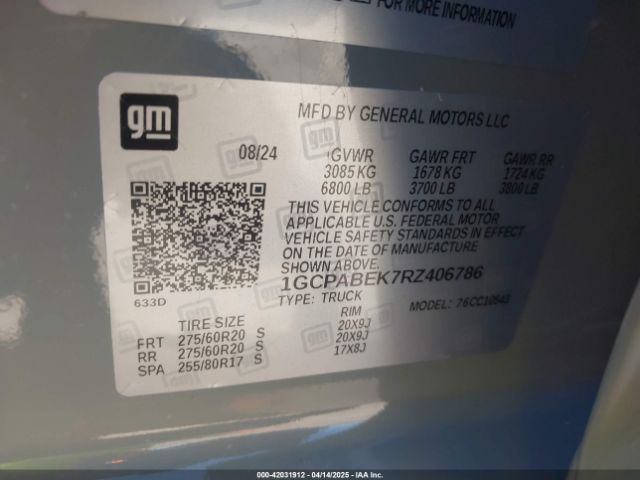 FOR MORE INFORMATION
gm
MFD BY GENERAL MOTORS LLC
08/24 GVWR GAWR FRT GAWR RR
3085 KG 1678 KG 1724 KG
6800 LB 3700 LB 3800 LB
THIS VEHICLE CONFORMS TO ALL
APPLICABLE U.S. FEDERAL MOTOR
VEHICLE SAFETY STANDARDS IN EFFECT
ON THE DATE OF MANUFACTURE
SHOWN ABOVE.
1GCPABEK7RZ406786
TYPE: TRUCK MODEL: 76CC10543
633D
TIRE SIZE RIM
FRT 275/60R20 S 20X9J
RR 275/60R20 S 20X9J
SPA 255/80R17 S 17X8J
000-42031912 - 04/14/2025 - IAAI.COM